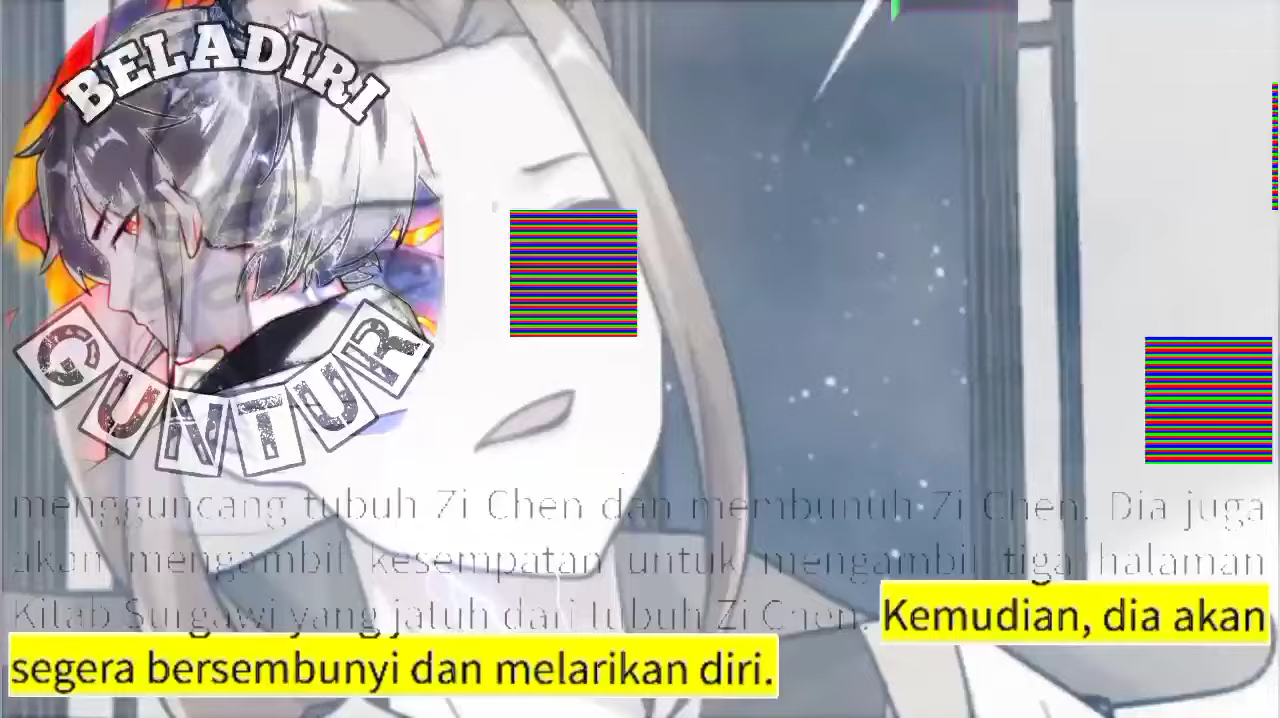 BELADIRI
GUNTUR
mengguncang tubuh Zi Chen dan membunuh Zi Chen. Dia juga
akan mengambil kesempatan untuk mengambil tiga halaman
Kitab Surgawi yang jatuh dari tubuh Zi Chen. Kemudian, dia akan
segera bersembunyi dan melarikan diri.